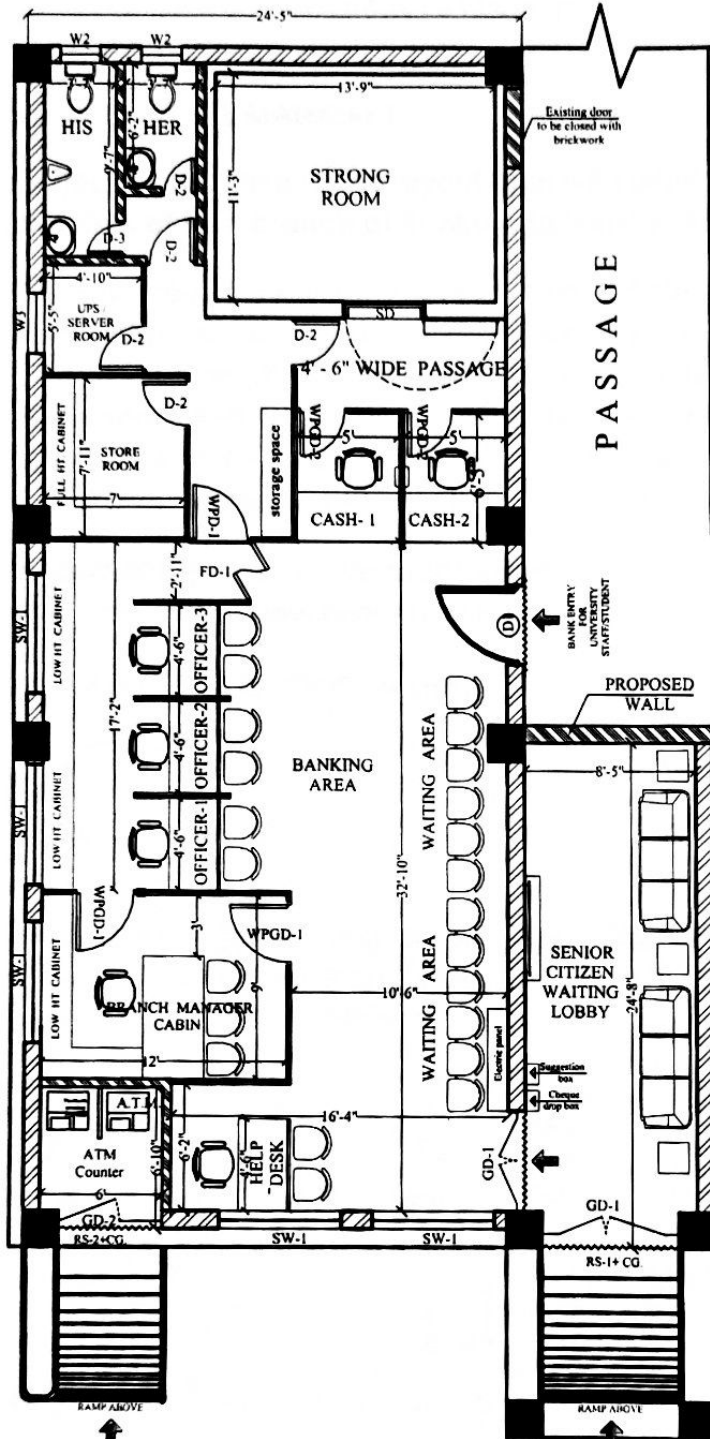 24'-5"
W2
W2
13'-9"
HIS
HER
6'-2"
9'-7"
Existing door
to be closed with
brickwork
STRONG
ROOM
11'-3"
D-2
D-3
D-2
4'-10"
W3
UPS/
SERVER
ROOM
5'-5"
D-2
SD
D-2
4' - 6" WIDE PASSAGE
PASSAGE
D-2
FULL HT CABINET
7'-11"
STORE
ROOM
7'
storage space
WPGD-2
5'
WPGD-2
5'
6'-5"
WPD-1
CASH- 1
CASH-2
2'-11"
FD-1
SW-1
LOW HT CABINET
4'-6"
OFFICER-3
D1
BANK ENTRY
FOR
UNIVERSITY
STAFF/STUDENT
17'-2"
4'-6"
OFFICER-2
PROPOSED
WALL
BANKING
AREA
WAITING AREA
8'-5"
SW-1
LOW HT CABINET
4'-6"
OFFICER-1
32'-10"
WPGD-1
3'
WPGD-1
SW-1
LOW HT CABINET
9'
BRANCH MANAGER
CABIN
12'
10'-6"
WAITING AREA
Electric panel
SENIOR
CITIZEN
WAITING
LOBBY
24'-8"
Suggestion
box
Cheque
drop box
A.T.M.
ATM
Counter
6'-10"
6'
6'-2"
16'-4"
4'-6"
HELP
DESK
GD-1
GD-2
RS-2+CG.
SW-1
SW-1
GD-1
RS-1+ CG.
RAMP ABOVE
RAMP ABOVE